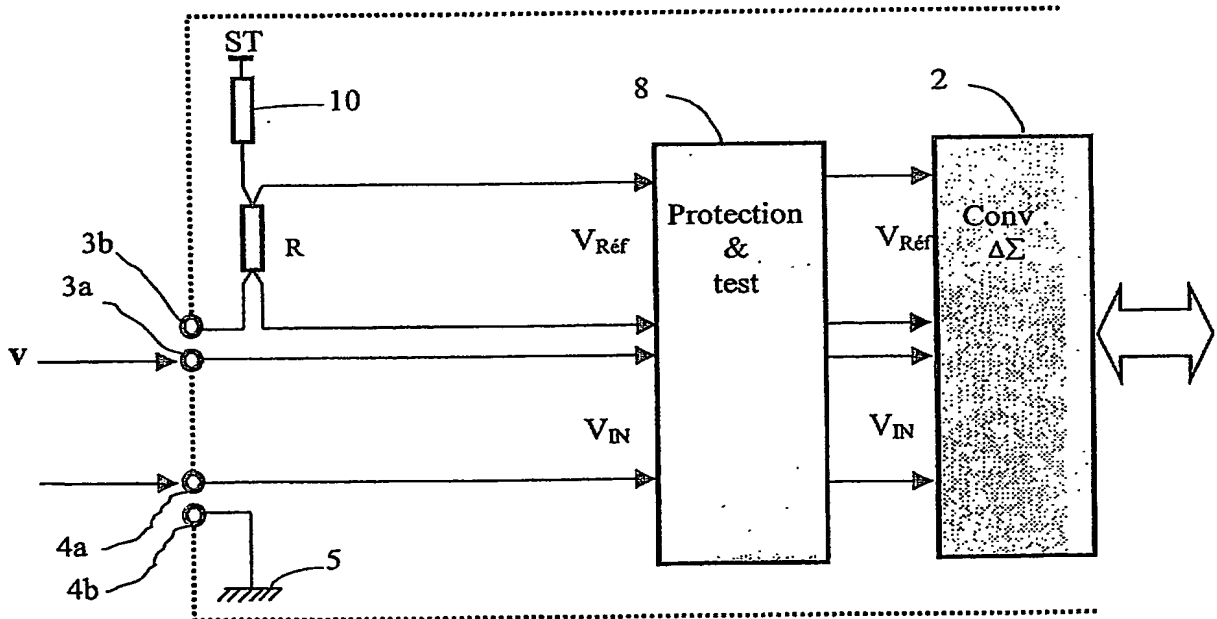 ST
10
8
2
Protection
&
test
Conv.
ΔΣ
3b
R
V_Réf
V_Réf
3a
V
V_IN
V_IN
4a
4b
5